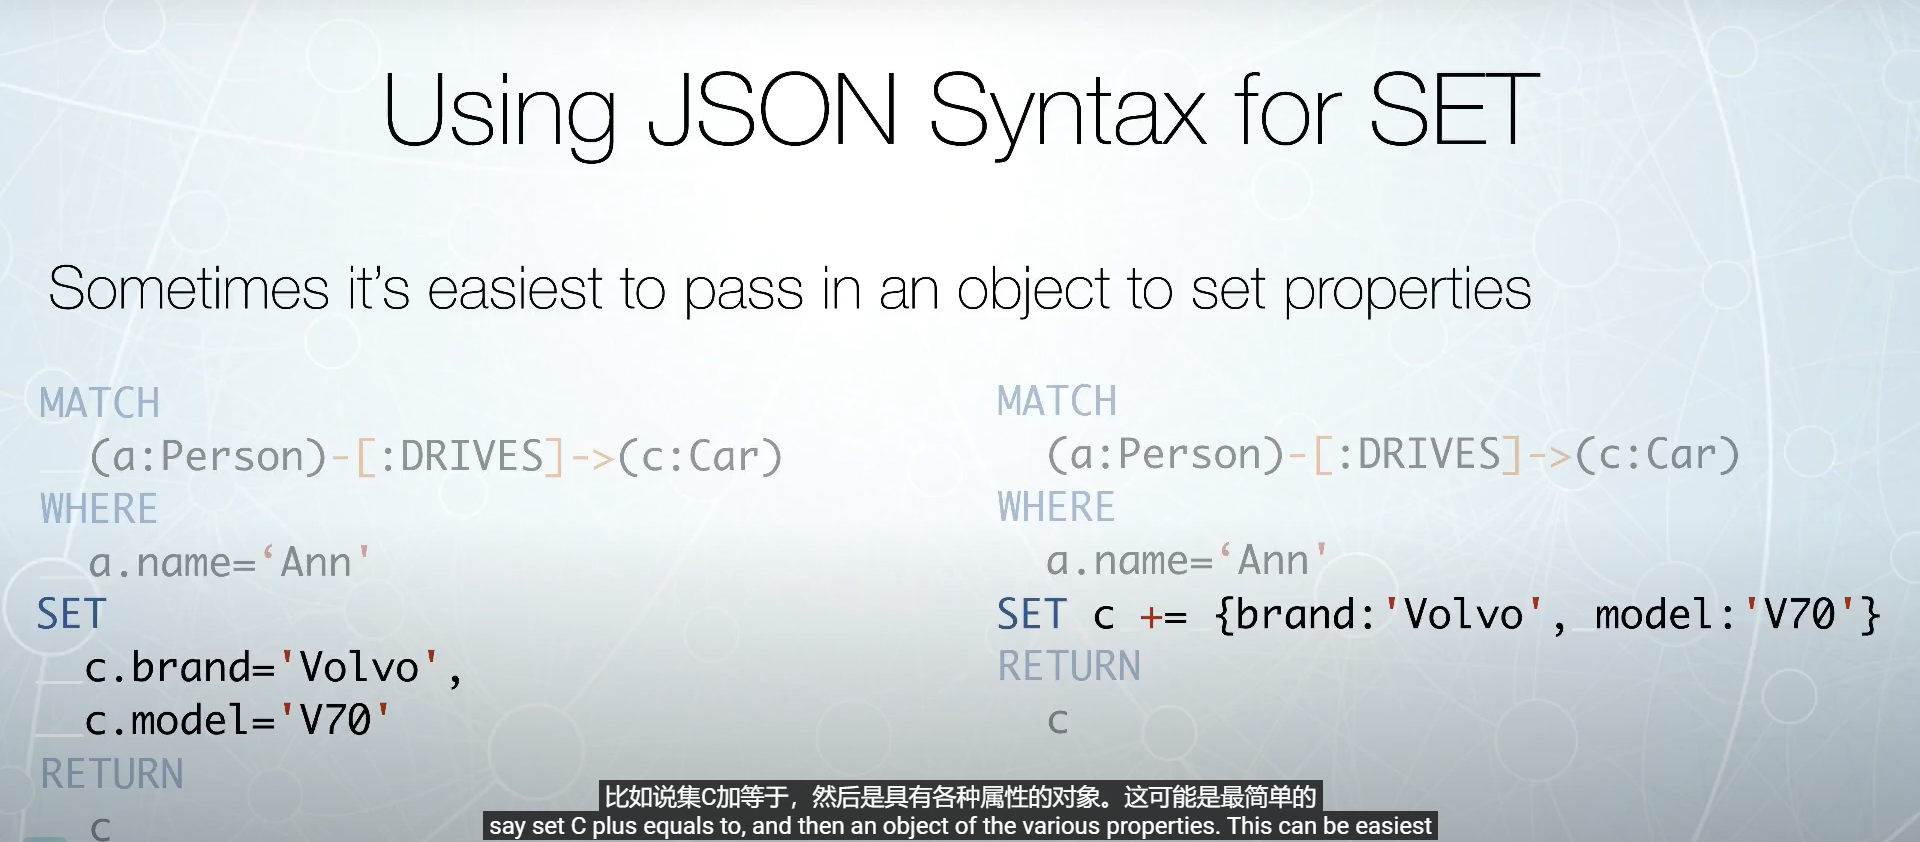 Using JSON Syntax for SET
Sometimes it’s easiest to pass in an object to set properties
MATCH
(a:Person)-[:DRIVES]->(c:Car)
WHERE
a.name=‘Ann'
SET
c.brand='Volvo',
c.model='V70'
RETURN
c
MATCH
(a:Person)-[:DRIVES]->(c:Car)
WHERE
a.name=‘Ann'
SET c += {brand:'Volvo', model:'V70'}
RETURN
c
比如说集C加等于，然后是具有各种属性的对象。这可能是最简单的
say set C plus equals to, and then an object of the various properties. This can be easiest